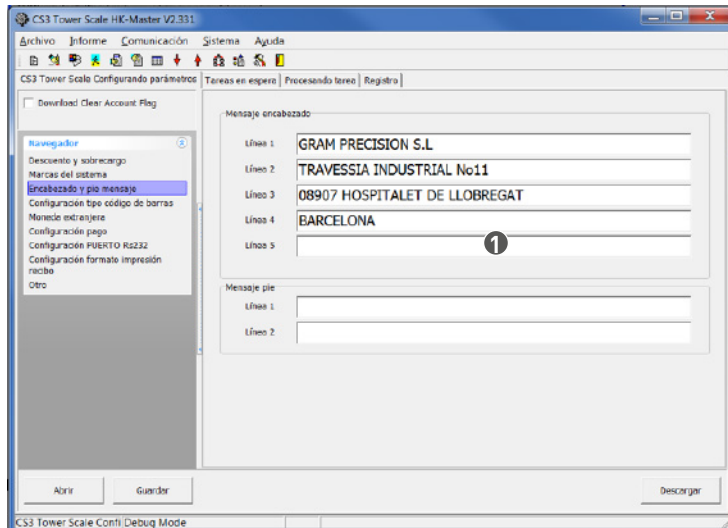 CS3 Tower Scale HK-Master V2.331
Archivo Informe Comunicación Sistema Ayuda
CS3 Tower Scale Configurando parámetros Tareas en espera Procesando tarea Registro
Download Clear Account Flag
Navegador
Descuento y sobrecargo
Marcas del sistema
Encabezado y pie mensaje
Configuración tipo código de barras
Moneda extranjera
Configuración pago
Configuración PUERTO Rs232
Configuración formato impresión
recibo
Otro
Mensaje encabezado
Línea 1 GRAM PRECISION S.L
Línea 2 TRAVESSIA INDUSTRIAL No11
Línea 3 08907 HOSPITALET DE LLOBREGAT
Línea 4 BARCELONA
Línea 5
1
Mensaje pie
Línea 1
Línea 2
Abrir Guardar Descargar
CS3 Tower Scale Confi Debug Mode